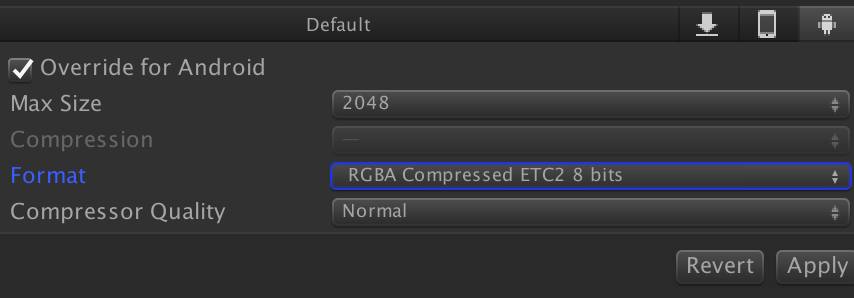 Default
Override for Android
Max Size 2048
Compression —
Format RGBA Compressed ETC2 8 bits
Compressor Quality Normal
Revert Apply